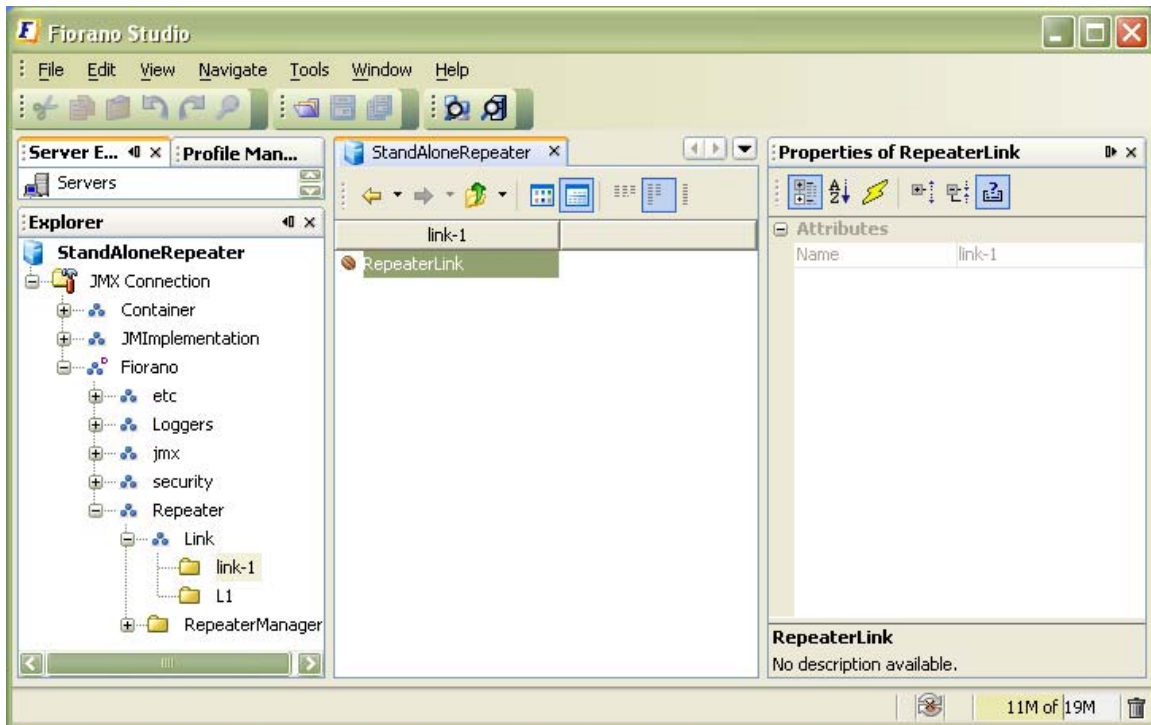 Fiorano Studio
File Edit View Navigate Tools Window Help
Server E... Profile Man...
Servers
Explorer
StandAloneRepeater
JMX Connection
Container
JMImplementation
Fiorano
etc
Loggers
jmx
security
Repeater
Link
link-1
L1
RepeaterManager
StandAloneRepeater
link-1
RepeaterLink
Properties of RepeaterLink
Attributes
Name link-1
RepeaterLink
No description available.
11M of 19M